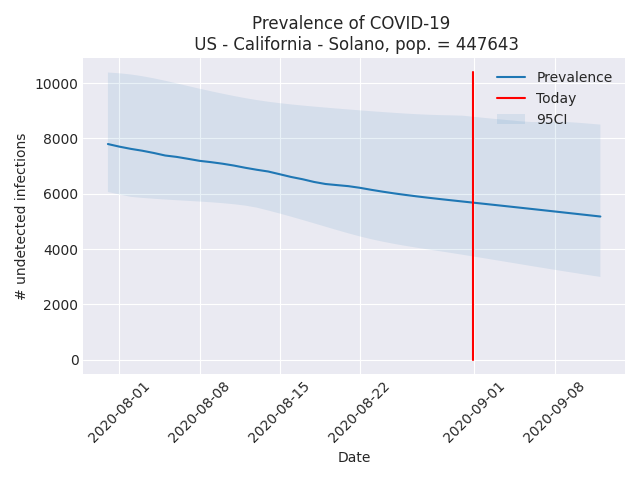 Prevalence of COVID-19
US - California - Solano, pop. = 447643
# undetected infections
10000
8000
6000
4000
2000
0
Prevalence
Today
95CI
2020-08-01
2020-08-08
2020-08-15
2020-08-22
2020-09-01
2020-09-08
Date